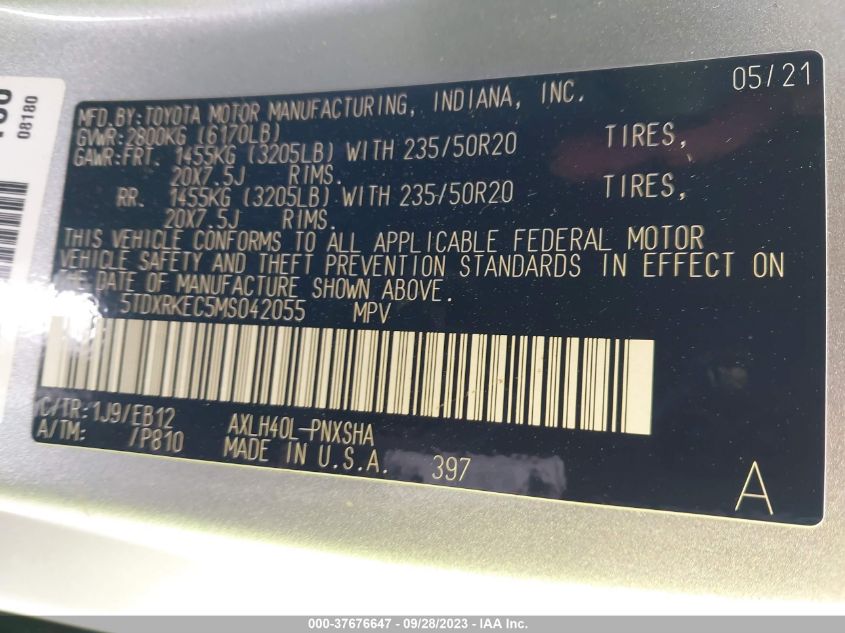 08180
05/21
MFD.BY:TOYOTA MOTOR MANUFACTURING, INDIANA, INC.
GVWR:2800KG (6170LB)
GAWR:FRT. 1455KG (3205LB) WITH 235/50R20 TIRES,
20X7.5J RIMS.
RR. 1455KG (3205LB) WITH 235/50R20 TIRES,
20X7.5J RIMS.
THIS VEHICLE CONFORMS TO ALL APPLICABLE FEDERAL MOTOR
VEHICLE SAFETY AND THEFT PREVENTION STANDARDS IN EFFECT ON
THE DATE OF MANUFACTURE SHOWN ABOVE.
5TDXRKEC5MS042055 MPV
C/TR:1J9/EB12 AXLH40L-PNXSHA
A/TM: /P810 MADE IN U.S.A. 397
A
000-37676647 - 09/28/2023 - IAA Inc.